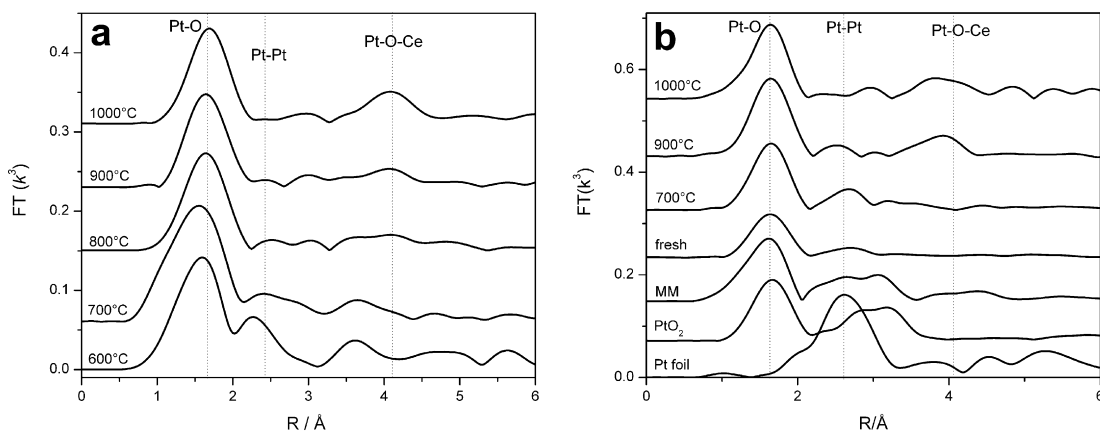 a
Pt-O
Pt-Pt
Pt-O-Ce
0.4
0.3
0.2
0.1
0.0
FT (k³)
1000°C
900°C
800°C
700°C
600°C
0 1 2 3 4 5 6
R / Å
b
Pt-O
Pt-Pt
Pt-O-Ce
0.6
0.4
0.2
0.0
FT(k³)
1000°C
900°C
700°C
fresh
MM
PtO₂
Pt foil
0 2 4 6
R/Å